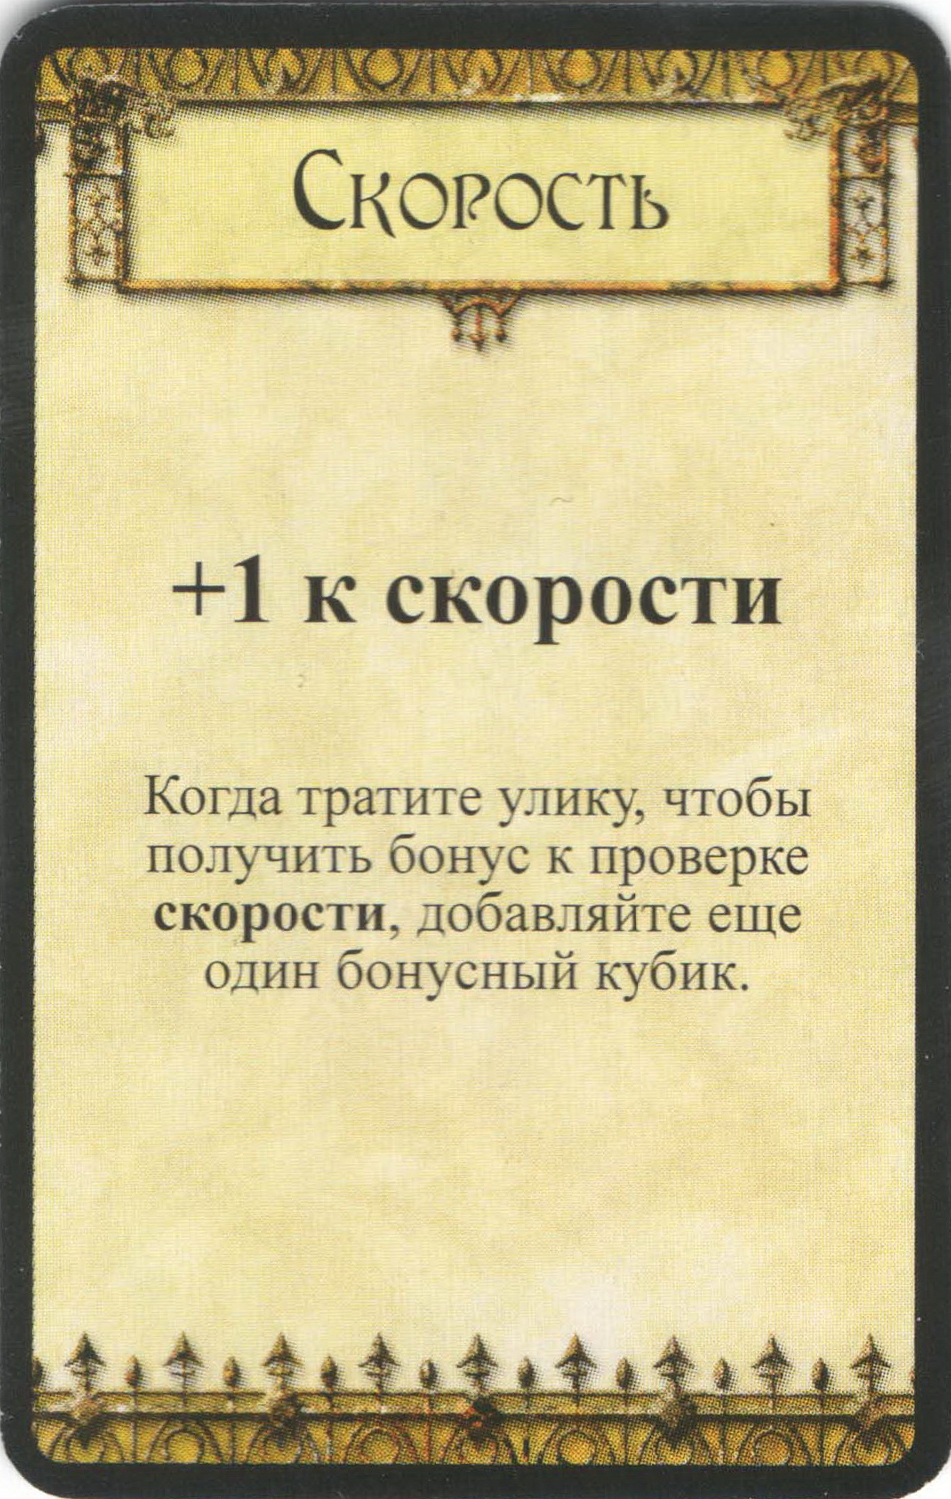 Скорость
+1 к скорости
Когда тратите улику, чтобы
получить бонус к проверке
скорости, добавляйте еще
один бонусный кубик.